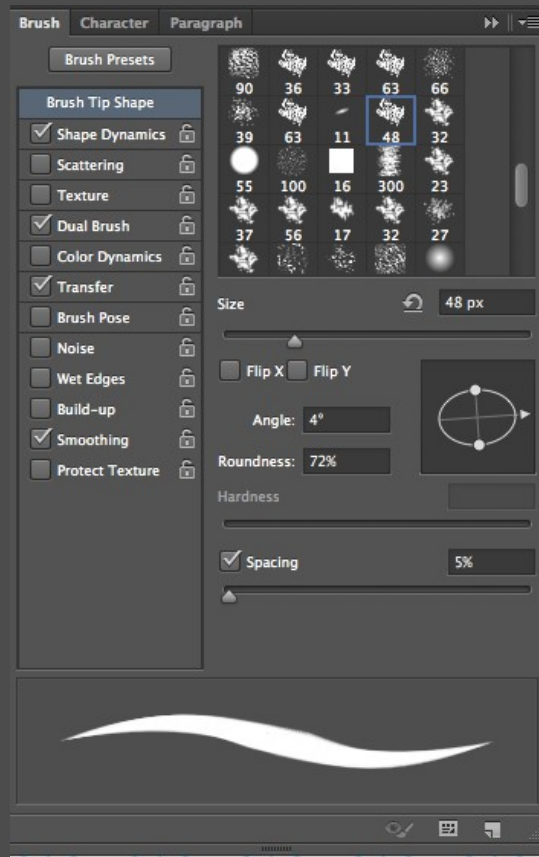 Brush Character Paragraph
Brush Presets
Brush Tip Shape
Shape Dynamics
Scattering
Texture
Dual Brush
Color Dynamics
Transfer
Brush Pose
Noise
Wet Edges
Build-up
Smoothing
Protect Texture
90 36 33 63 66
39 63 11 48 32
55 100 16 300 23
37 56 17 32 27
Size 48 px
Flip X Flip Y
Angle: 4°
Roundness: 72%
Hardness
Spacing 5%